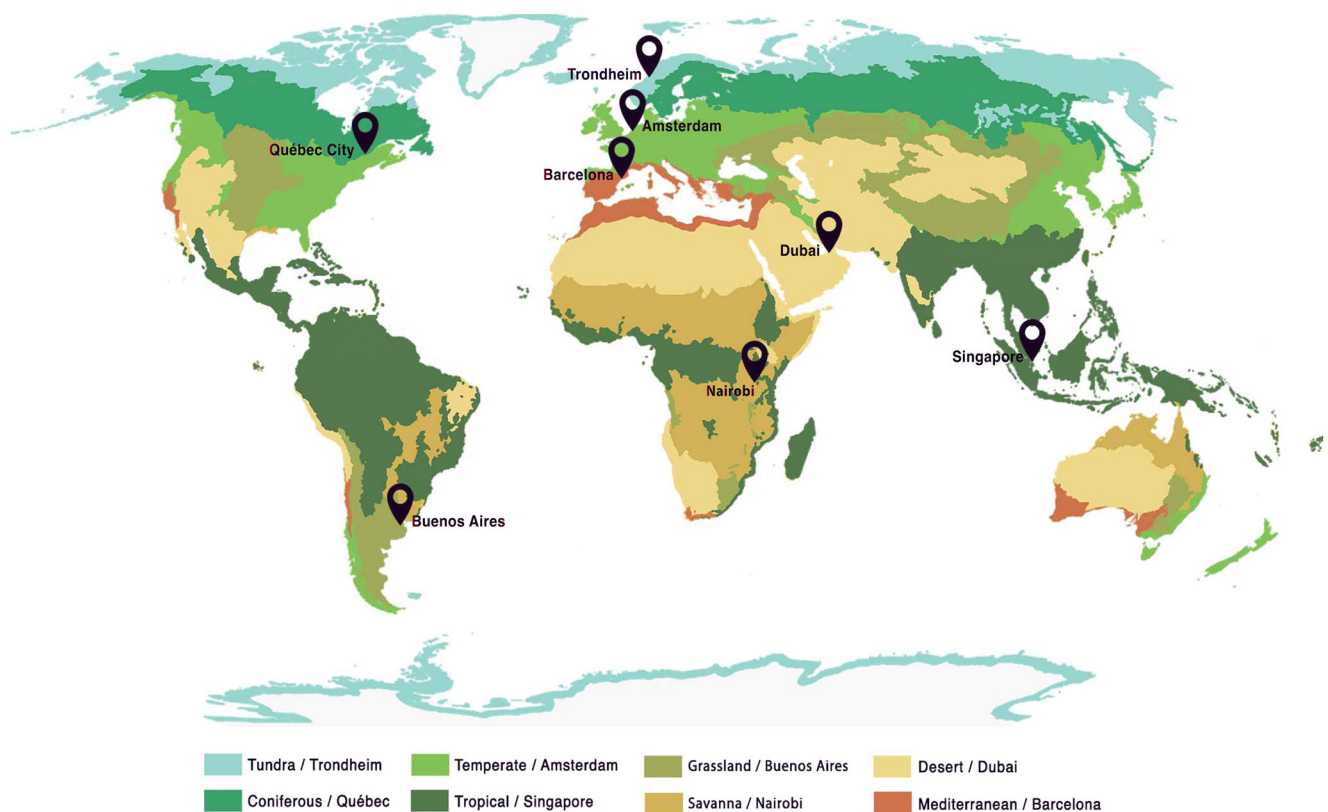 Trondheim
Amsterdam
Québec City
Barcelona
Dubai
Singapore
Nairobi
Buenos Aires
Tundra / Trondheim
Temperate / Amsterdam
Grassland / Buenos Aires
Desert / Dubai
Coniferous / Québec
Tropical / Singapore
Savanna / Nairobi
Mediterranean / Barcelona